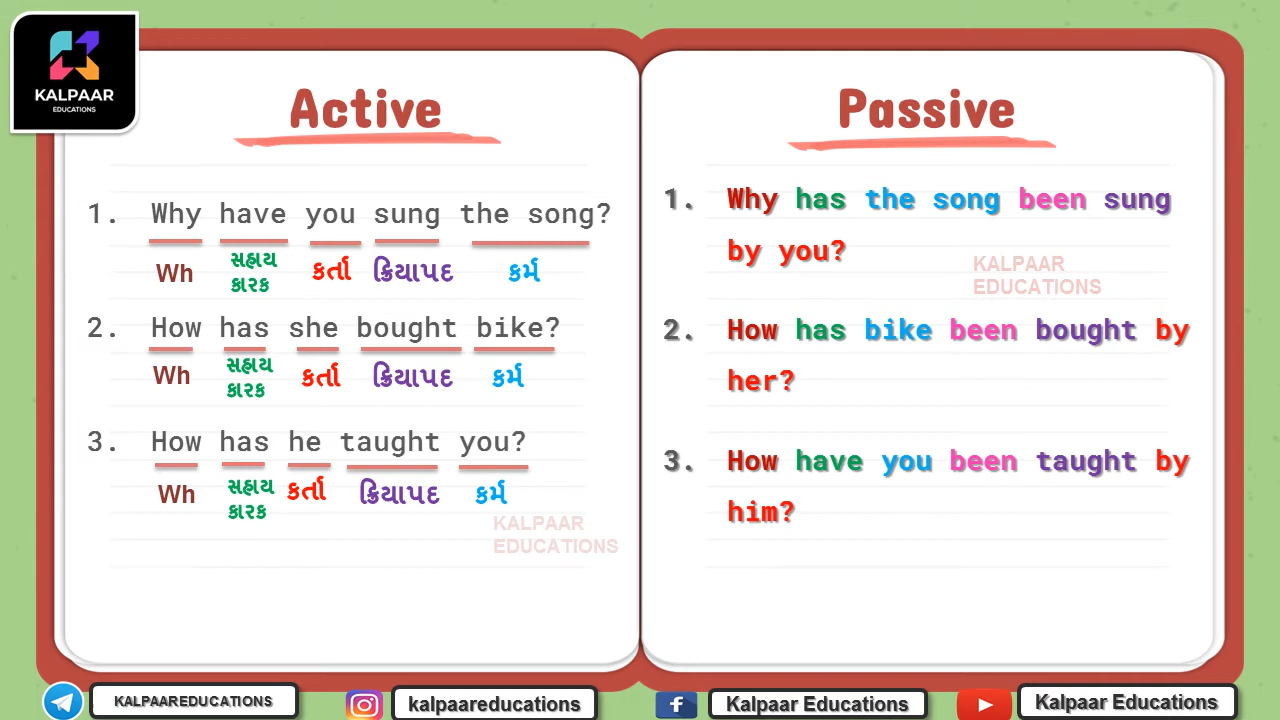 KALPAAR
EDUCATIONS
Active
1. Why have you sung the song?
Wh સહાય કારક કર્તા ક્રિયાપદ કર્મ
2. How has she bought bike?
Wh સહાય કારક કર્તા ક્રિયાપદ કર્મ
3. How has he taught you?
Wh સહાય કારક કર્તા ક્રિયાપદ કર્મ
KALPAAR
EDUCATIONS
Passive
1. Why has the song been sung
by you?
KALPAAR
EDUCATIONS
2. How has bike been bought by
her?
3. How have you been taught by
him?
KALPAAREDUCATIONS
kalpaareducations
Kalpaar Educations
Kalpaar Educations